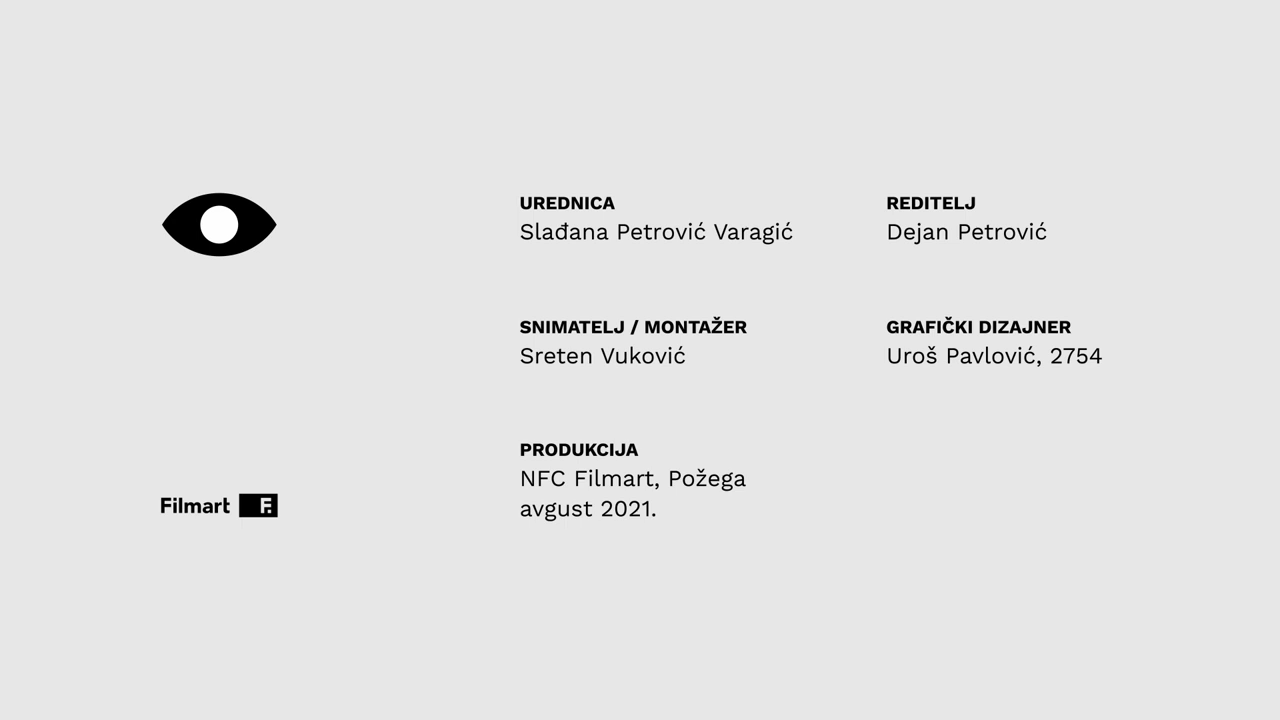 UREDNICA
Slađana Petrović Varagić
REDITELJ
Dejan Petrović
SNIMATELJ / MONTAŽER
Sreten Vuković
GRAFIČKI DIZAJNER
Uroš Pavlović, 2754
PRODUKCIJA
NFC Filmart, Požega
avgust 2021.
Filmart F.